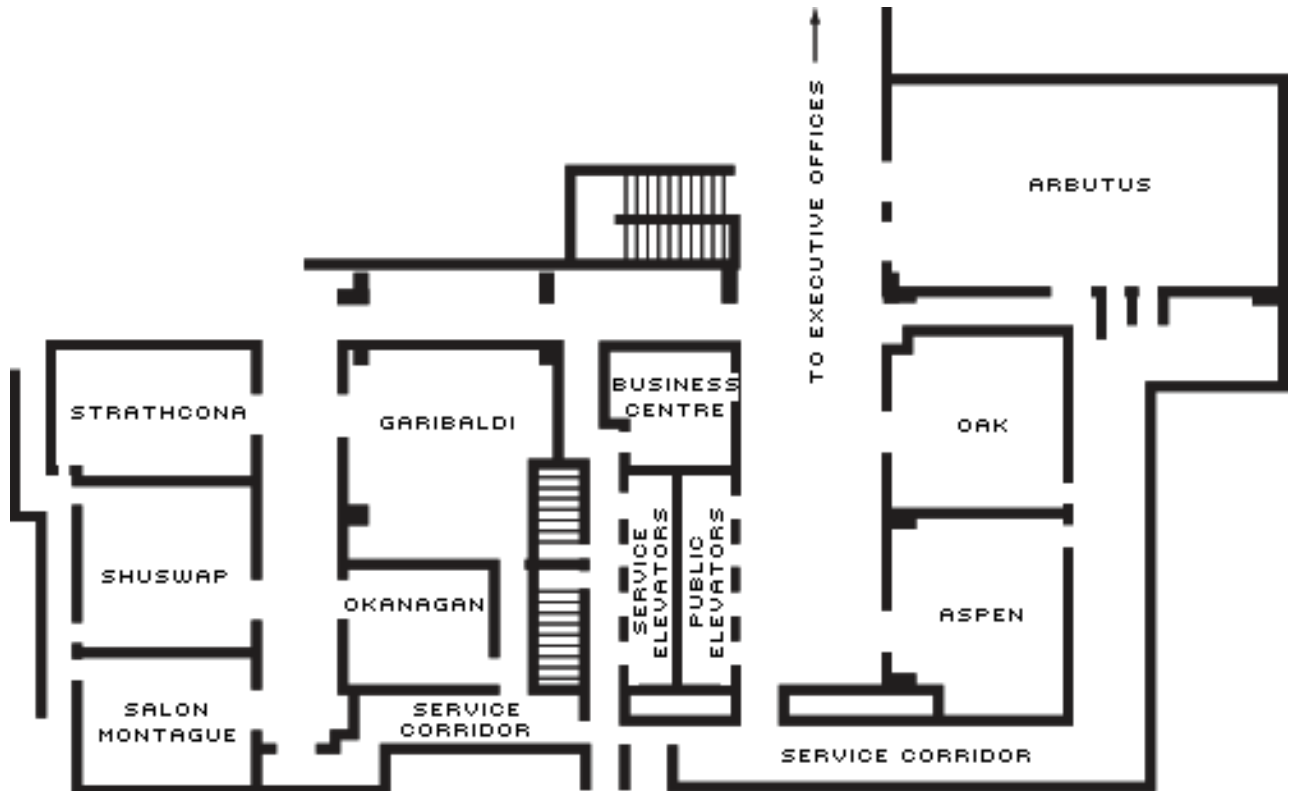 TO EXECUTIVE OFFICES
ARBUTUS
STRATHCONA
GARIBALDI
BUSINESS
CENTRE
OAK
SHUSWAP
OKANAGAN
SERVICE
ELEVATORS
PUBLIC
ELEVATORS
ASPEN
SALON
MONTAGUE
SERVICE
CORRIDOR
SERVICE CORRIDOR